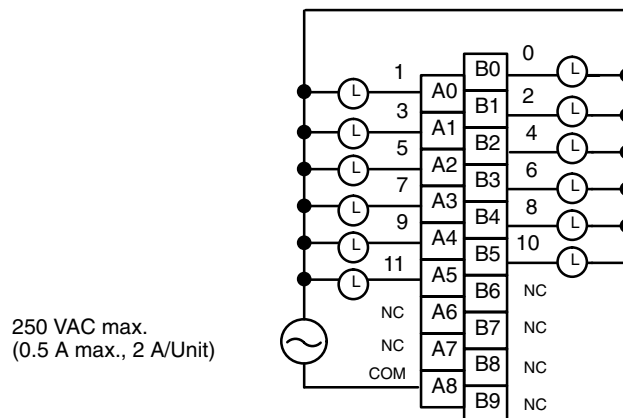 0
B0
L
1
L
A0
2
B1
L
3
L
A1
4
B2
L
5
L
A2
6
B3
L
7
L
A3
8
B4
L
9
L
A4
10
B5
L
11
L
A5
B6
NC
NC
A6
B7
NC
250 VAC max.
(0.5 A max., 2 A/Unit)
NC
A7
B8
NC
COM
A8
B9
NC